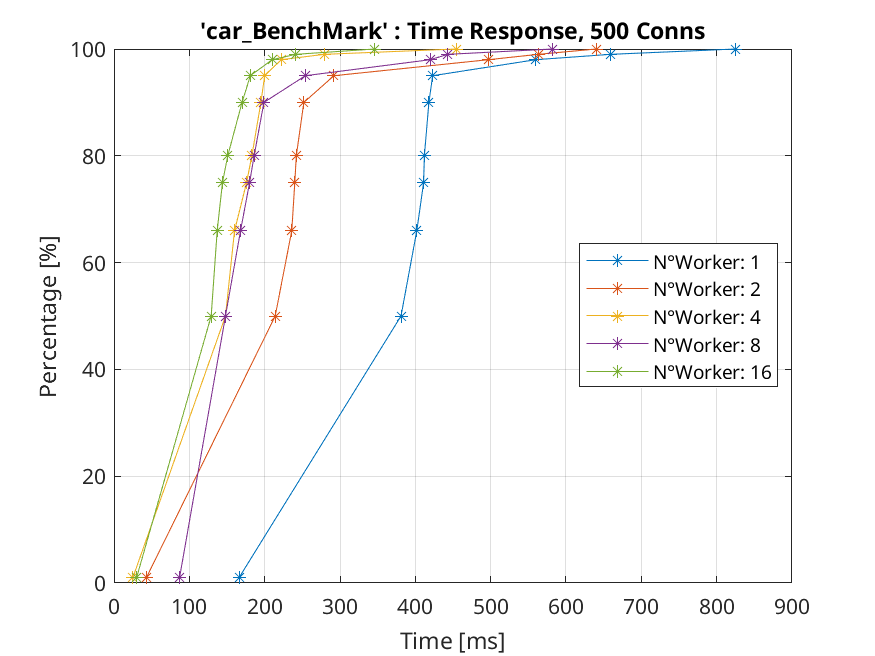 'car_BenchMark' : Time Response, 500 Conns
100
80
60
40
20
0
Percentage [%]
N°Worker: 1
N°Worker: 2
N°Worker: 4
N°Worker: 8
N°Worker: 16
0 100 200 300 400 500 600 700 800 900
Time [ms]